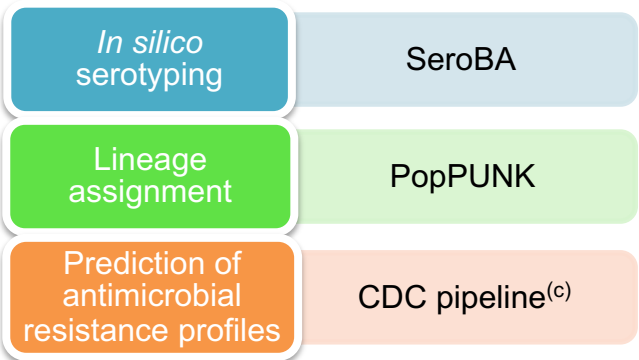 In silico
serotyping
SeroBA
Lineage
assignment
PopPUNK
Prediction of
antimicrobial
resistance profiles
CDC pipeline(c)